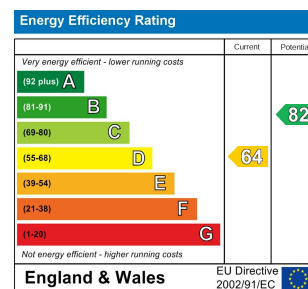 Energy Efficiency Rating
Current Potentia
Very energy efficient - lower running costs
(92 plus) A
(81-91) B
82
(69-80) C
(55-68) D
64
(39-54) E
(21-38) F
(1-20) G
Not energy efficient - higher running costs
England & Wales
EU Directive
2002/91/EC